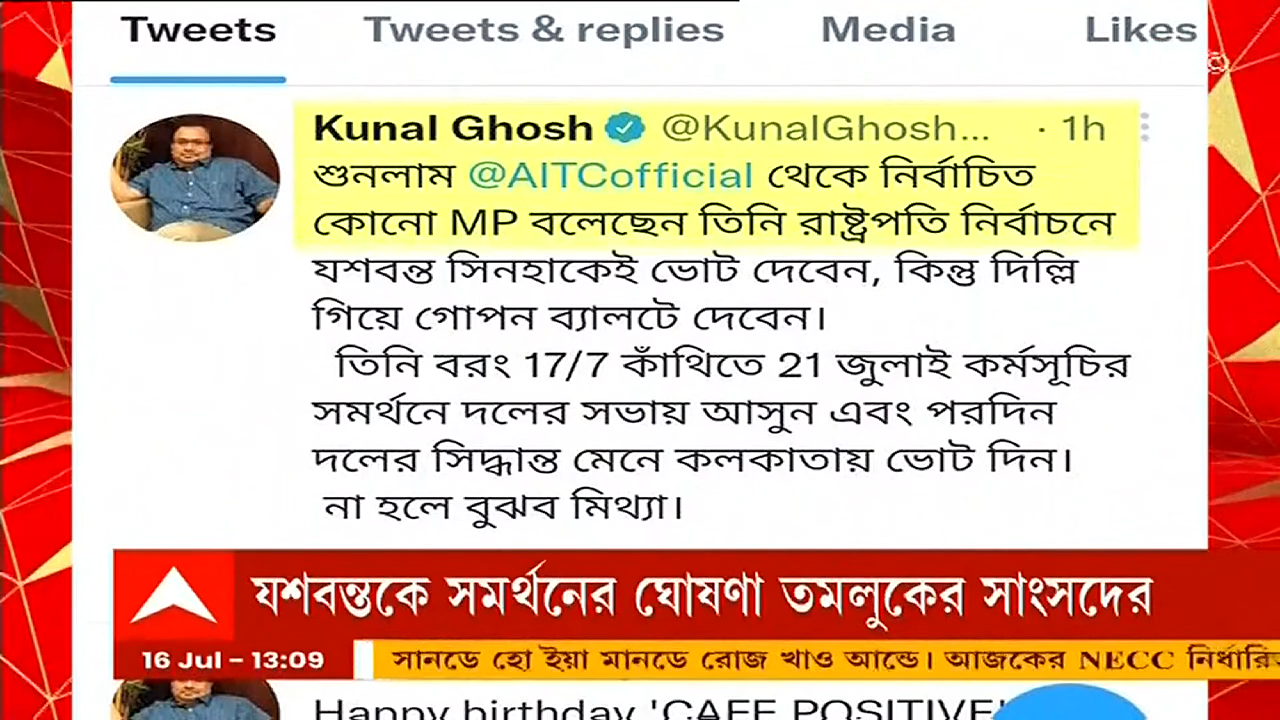 Tweets Tweets & replies Media Likes
Kunal Ghosh @KunalGhosh... · 1h
শুনলাম @AITCofficial থেকে নির্বাচিত
কোনো MP বলেছেন তিনি রাষ্ট্রপতি নির্বাচনে
যশবন্ত সিনহাকেই ভোট দেবেন, কিন্তু দিল্লি
গিয়ে গোপন ব্যালটে দেবেন।
তিনি বরং 17/7 কাঁথিতে 21 জুলাই কর্মসূচির
সমর্থনে দলের সভায় আসুন এবং পরদিন
দলের সিদ্ধান্ত মেনে কলকাতায় ভোট দিন।
না হলে বুঝব মিথ্যা।
যশবন্তকে সমর্থনের ঘোষণা তমলুকের সাংসদের
16 Jul - 13:09 সানডে হো ইয়া মানডে রোজ খাও আন্ডে। আজকের NECC
Happy birthday 'CAFE POSITIVE'